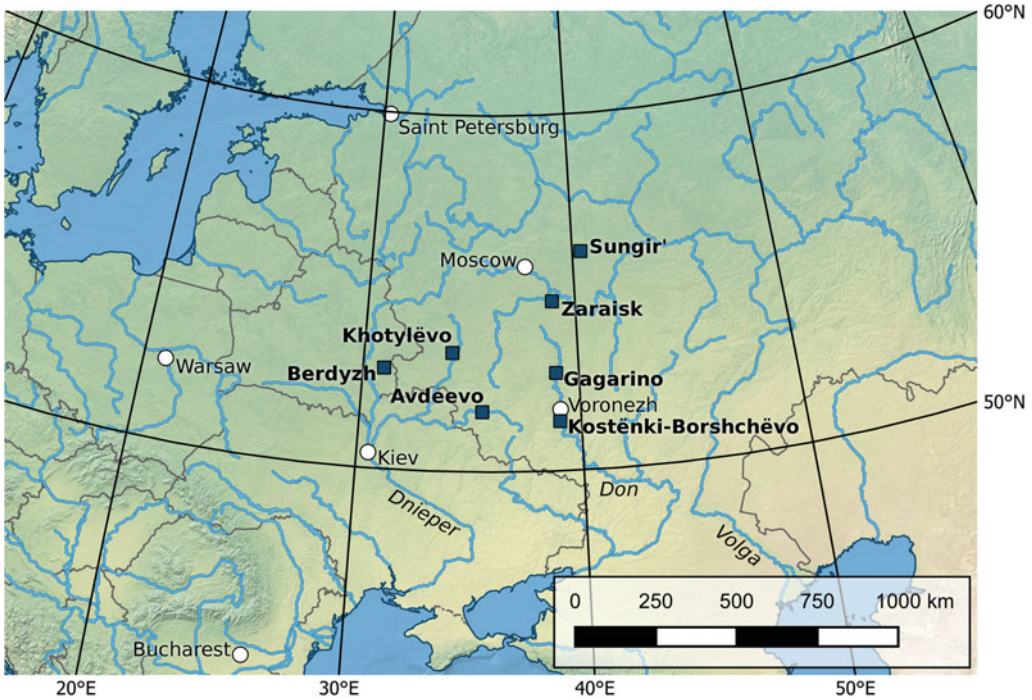 60°N
Saint Petersburg
Sungir'
Moscow
Zaraisk
Khotylëvo
Warsaw
Berdyzh
Gagarino
Avdeevo
Voronezh
50°N
Kostënki-Borshchëvo
Kiev
Don
Dnieper
Volga
0 250 500 750 1000 km
Bucharest
20°E 30°E 40°E 50°E